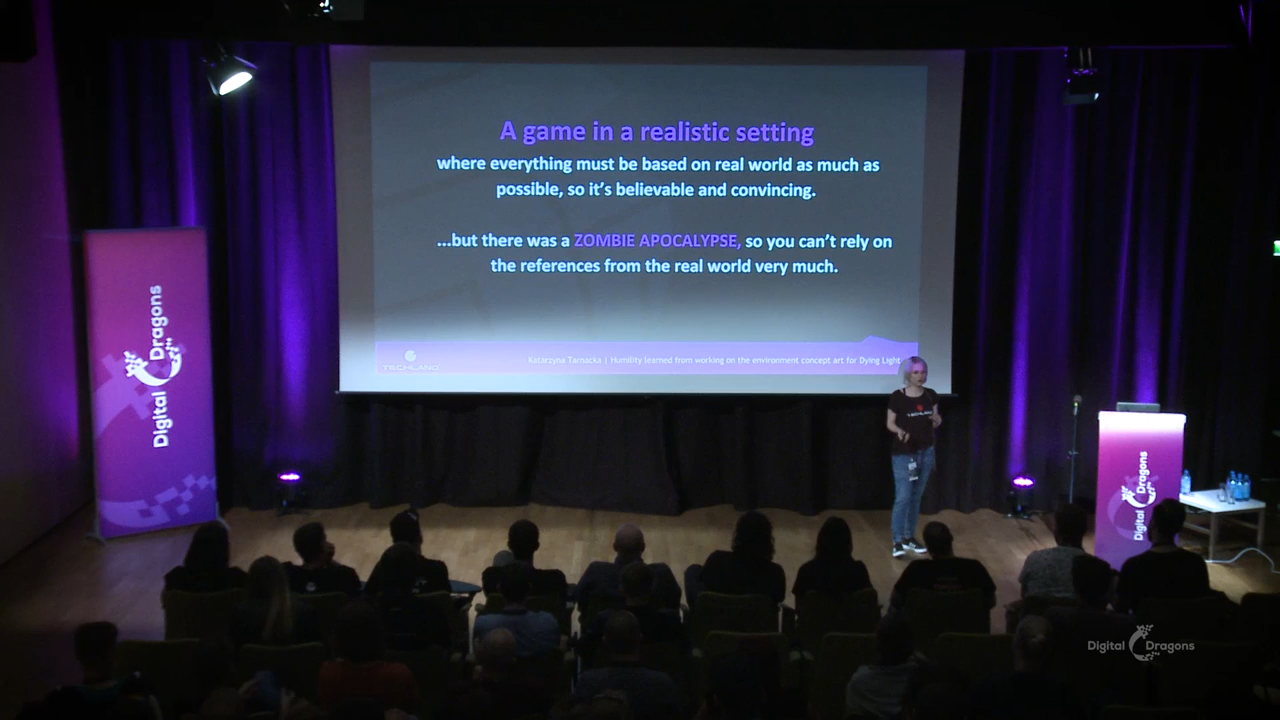 A game in a realistic setting
where everything must be based on real world as much as
possible, so it's believable and convincing.
...but there was a ZOMBIE APOCALYPSE, so you can't rely on
the references from the real world very much.
TECHLAND
Katarzyna Tarnacka | Humility learned from working on the environment concept art for Dying Light
Digital Dragons
TECHLAND
Digital Dragons
Digital Dragons